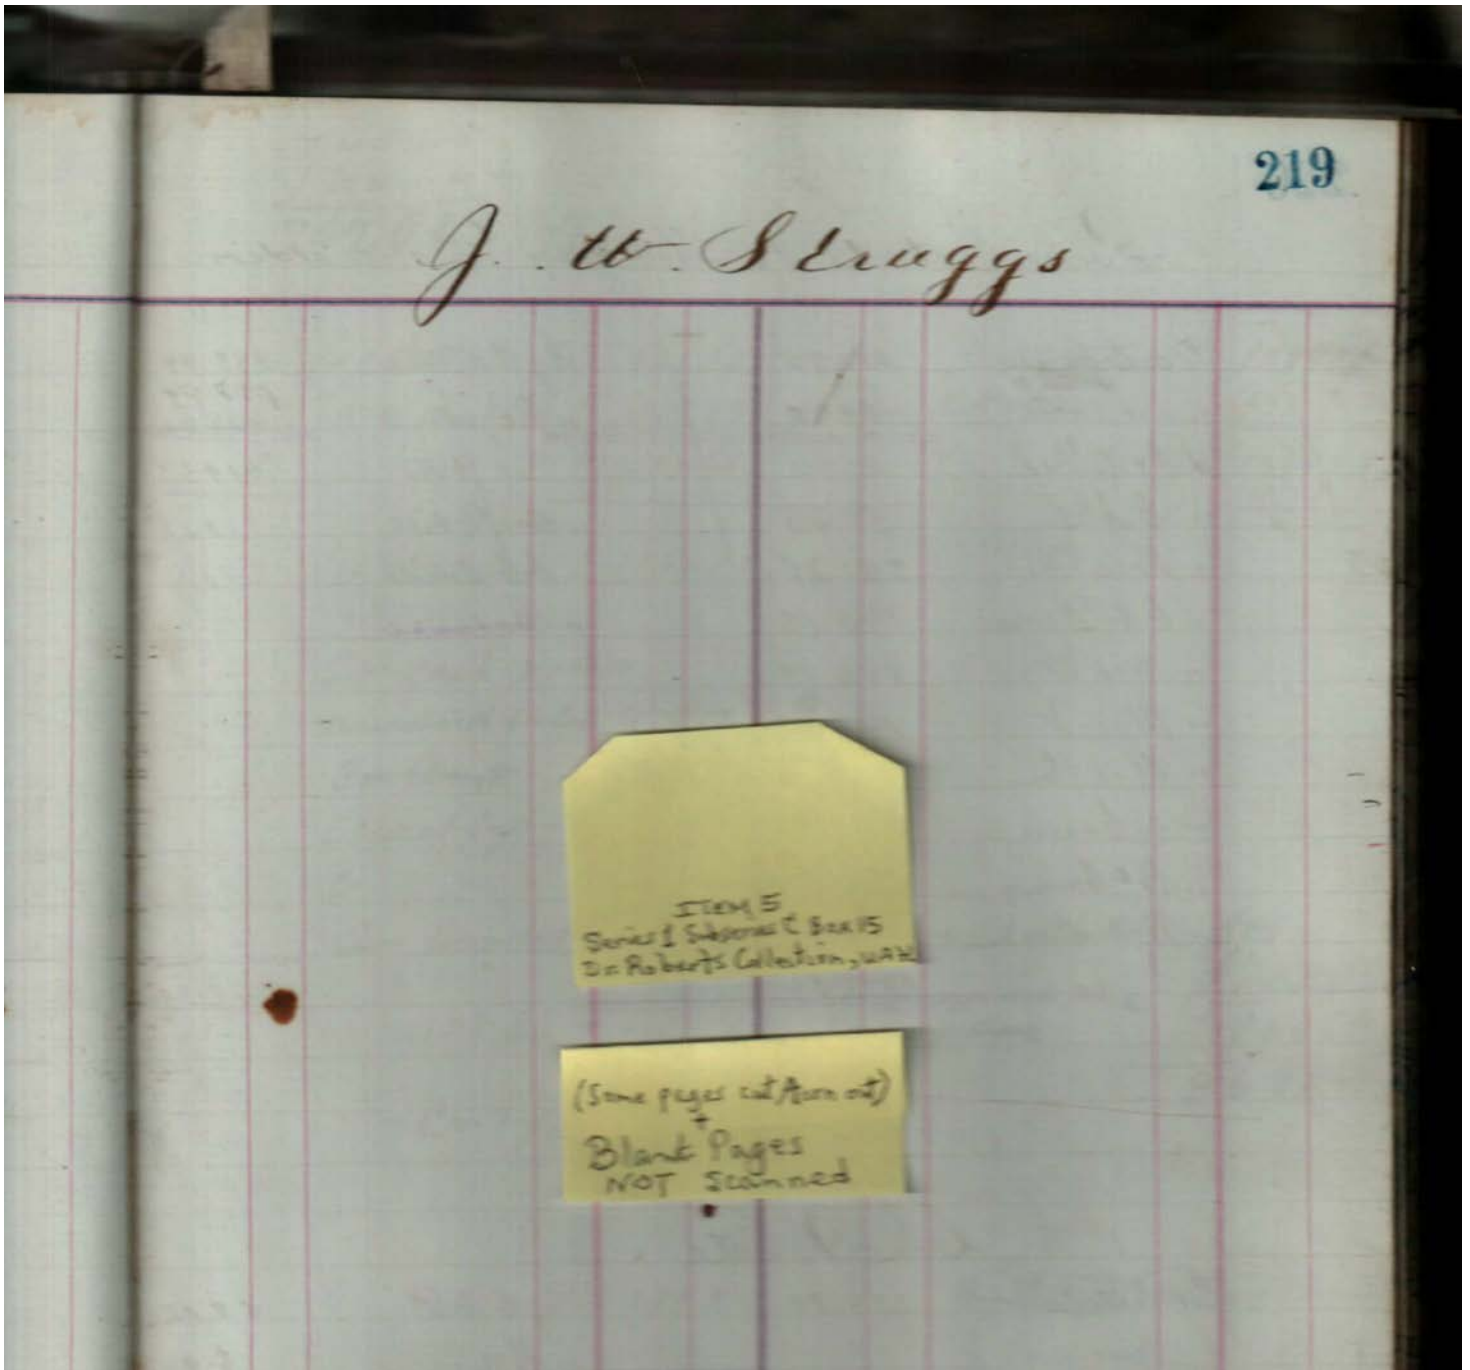 219
J. W. Struggs
ITEM 5
Series 1 Subseries C Box 15
Dr. Roberts Collection, UAH
(Some pages cut/torn out)
+
Blank Pages
NOT Scanned